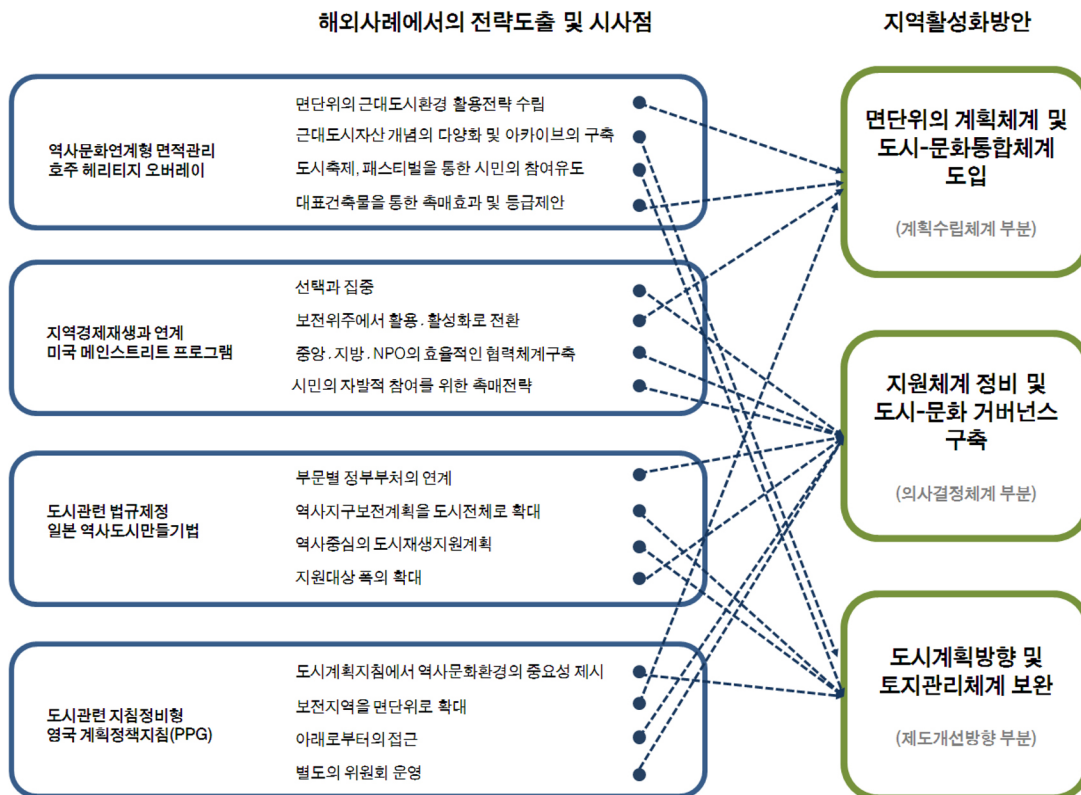 해외사례에서의 전략도출 및 시사점
지역활성화방안
역사문화연계형 면적관리
호주 헤리티지 오버레이
면단위의 근대도시환경 활용전략 수립
근대도시자산 개념의 다양화 및 아카이브의 구축
도시축제, 패스티벌을 통한 시민의 참여유도
대표건축물을 통한 촉매효과 및 등급제안
지역경제재생과 연계
미국 메인스트리트 프로그램
선택과 집중
보전위주에서 활용 . 활성화로 전환
중앙 . 지방 . NPO의 효율적인 협력체계구축
시민의 자발적 참여를 위한 촉매전략
도시관련 법규제정
일본 역사도시만들기법
부문별 정부부처의 연계
역사지구보전계획을 도시전체로 확대
역사중심의 도시재생지원계획
지원대상 폭의 확대
도시관련 지침정비형
영국 계획정책지침(PPG)
도시계획지침에서 역사문화환경의 중요성 제시
보전지역을 면단위로 확대
아래로부터의 접근
별도의 위원회 운영
면단위의 계획체계 및
도시-문화통합체계
도입
(계획수립체계 부분)
지원체계 정비 및
도시-문화 거버넌스
구축
(의사결정체계 부분)
도시계획방향 및
토지관리체계 보완
(제도개선방향 부분)